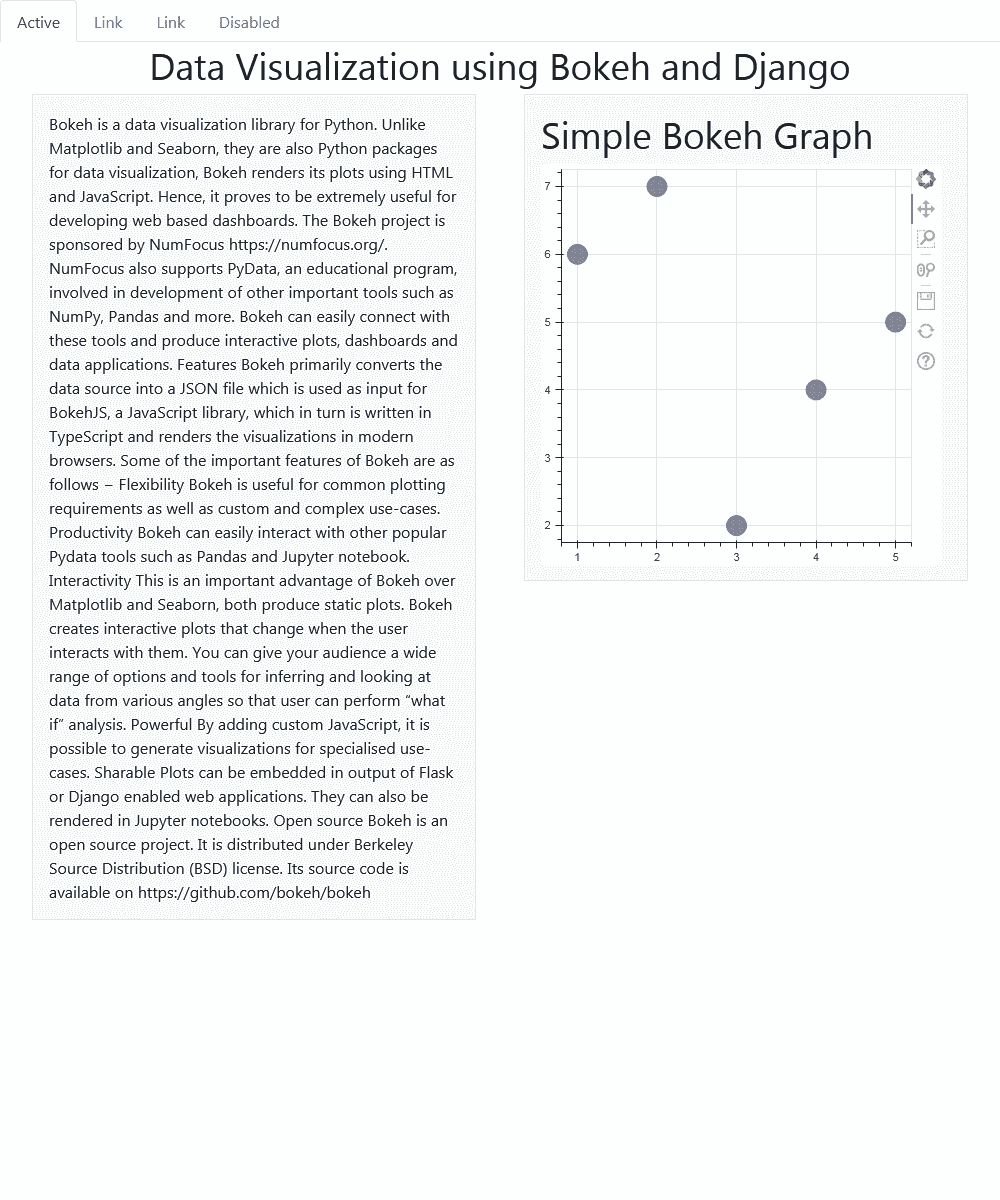 Active Link Link Disabled
Data Visualization using Bokeh and Django
Bokeh is a data visualization library for Python. Unlike
Matplotlib and Seaborn, they are also Python packages
for data visualization, Bokeh renders its plots using HTML
and JavaScript. Hence, it proves to be extremely useful for
developing web based dashboards. The Bokeh project is
sponsored by NumFocus https://numfocus.org/.
NumFocus also supports PyData, an educational program,
involved in development of other important tools such as
NumPy, Pandas and more. Bokeh can easily connect with
these tools and produce interactive plots, dashboards and
data applications. Features Bokeh primarily converts the
data source into a JSON file which is used as input for
BokehJS, a JavaScript library, which in turn is written in
TypeScript and renders the visualizations in modern
browsers. Some of the important features of Bokeh are as
follows – Flexibility Bokeh is useful for common plotting
requirements as well as custom and complex use-cases.
Productivity Bokeh can easily interact with other popular
Pydata tools such as Pandas and Jupyter notebook.
Interactivity This is an important advantage of Bokeh over
Matplotlib and Seaborn, both produce static plots. Bokeh
creates interactive plots that change when the user
interacts with them. You can give your audience a wide
range of options and tools for inferring and looking at
data from various angles so that user can perform “what
if” analysis. Powerful By adding custom JavaScript, it is
possible to generate visualizations for specialised use-
cases. Sharable Plots can be embedded in output of Flask
or Django enabled web applications. They can also be
rendered in Jupyter notebooks. Open source Bokeh is an
open source project. It is distributed under Berkeley
Source Distribution (BSD) license. Its source code is
available on https://github.com/bokeh/bokeh
Simple Bokeh Graph
7
6
5
4
3
2
1 2 3 4 5